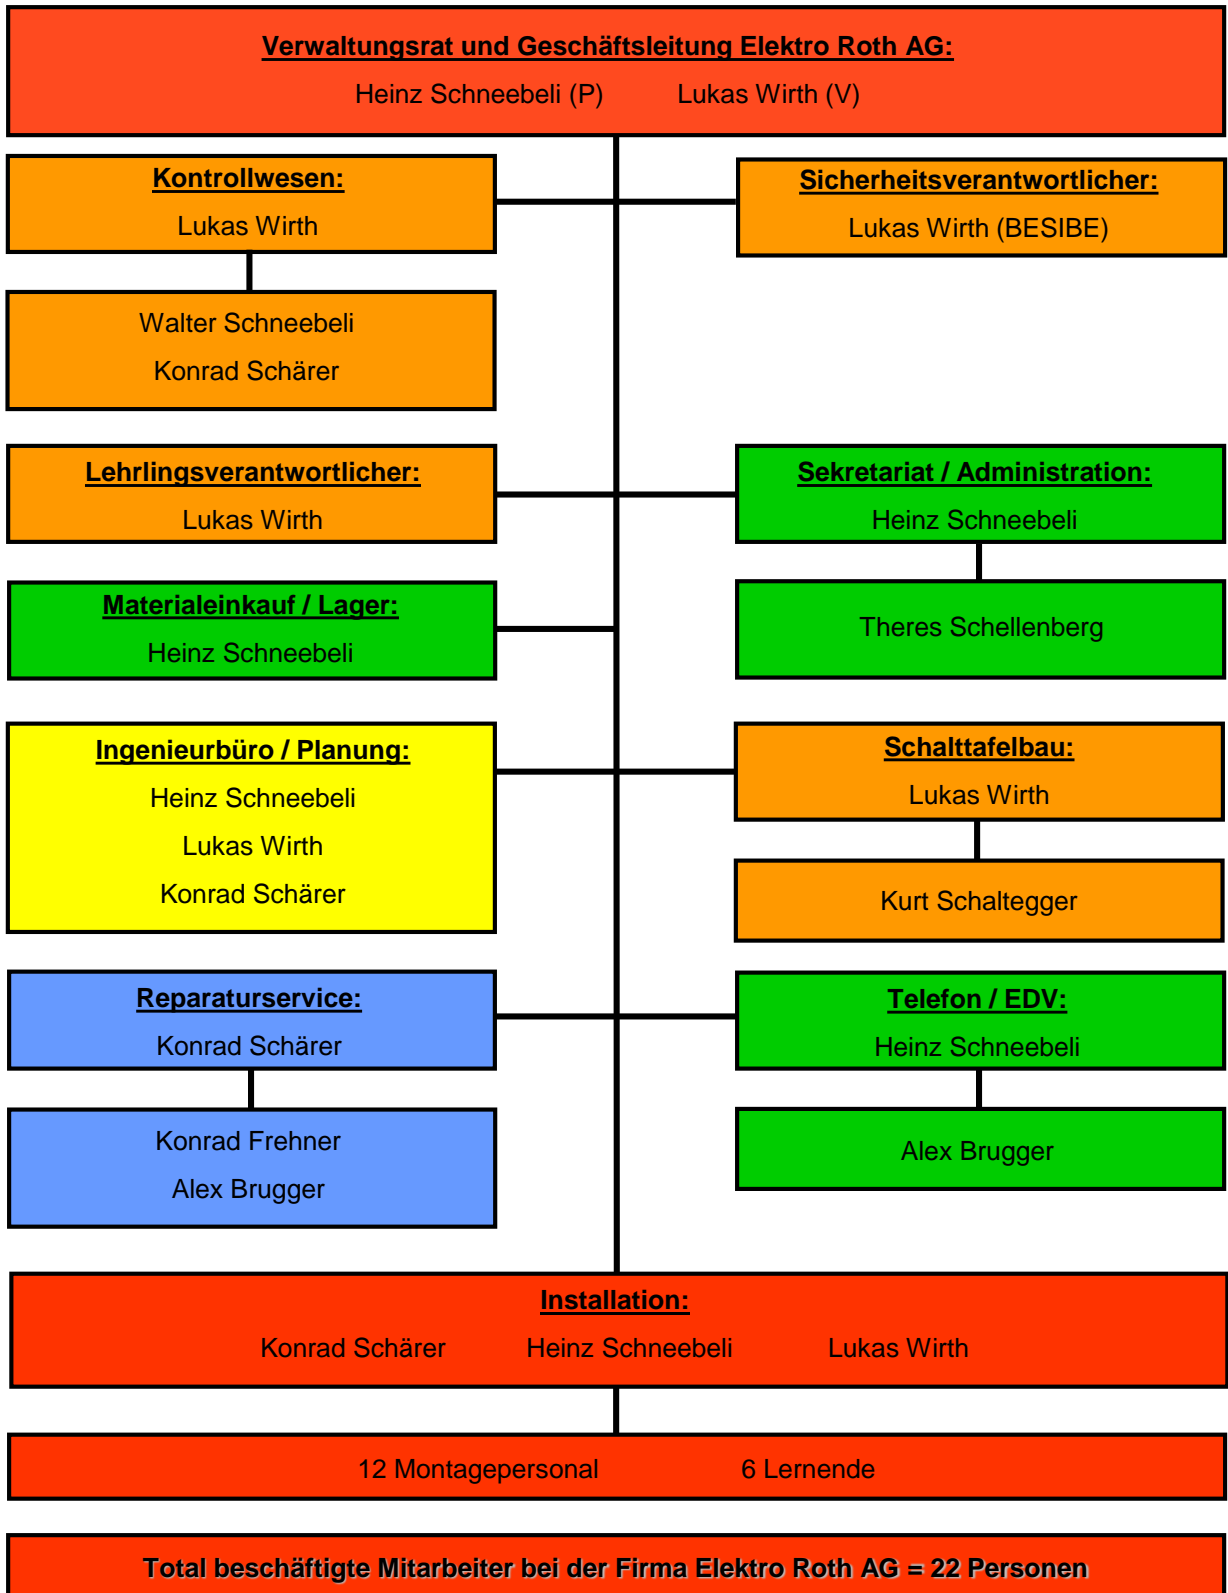 Verwaltungsrat und Geschäftsleitung Elektro Roth AG:
Heinz Schneebeli (P) Lukas Wirth (V)
Kontrollwesen:
Lukas Wirth
Sicherheitsverantwortlicher:
Lukas Wirth (BESIBE)
Walter Schneebeli
Konrad Schärer
Lehrlingsverantwortlicher:
Lukas Wirth
Sekretariat / Administration:
Heinz Schneebeli
Materialeinkauf / Lager:
Heinz Schneebeli
Theres Schellenberg
Ingenieurbüro / Planung:
Heinz Schneebeli
Lukas Wirth
Konrad Schärer
Schalttafelbau:
Lukas Wirth
Kurt Schaltegger
Reparaturservice:
Konrad Schärer
Telefon / EDV:
Heinz Schneebeli
Konrad Frehner
Alex Brugger
Alex Brugger
Installation:
Konrad Schärer Heinz Schneebeli Lukas Wirth
12 Montagepersonal 6 Lernende
Total beschäftigte Mitarbeiter bei der Firma Elektro Roth AG = 22 Personen